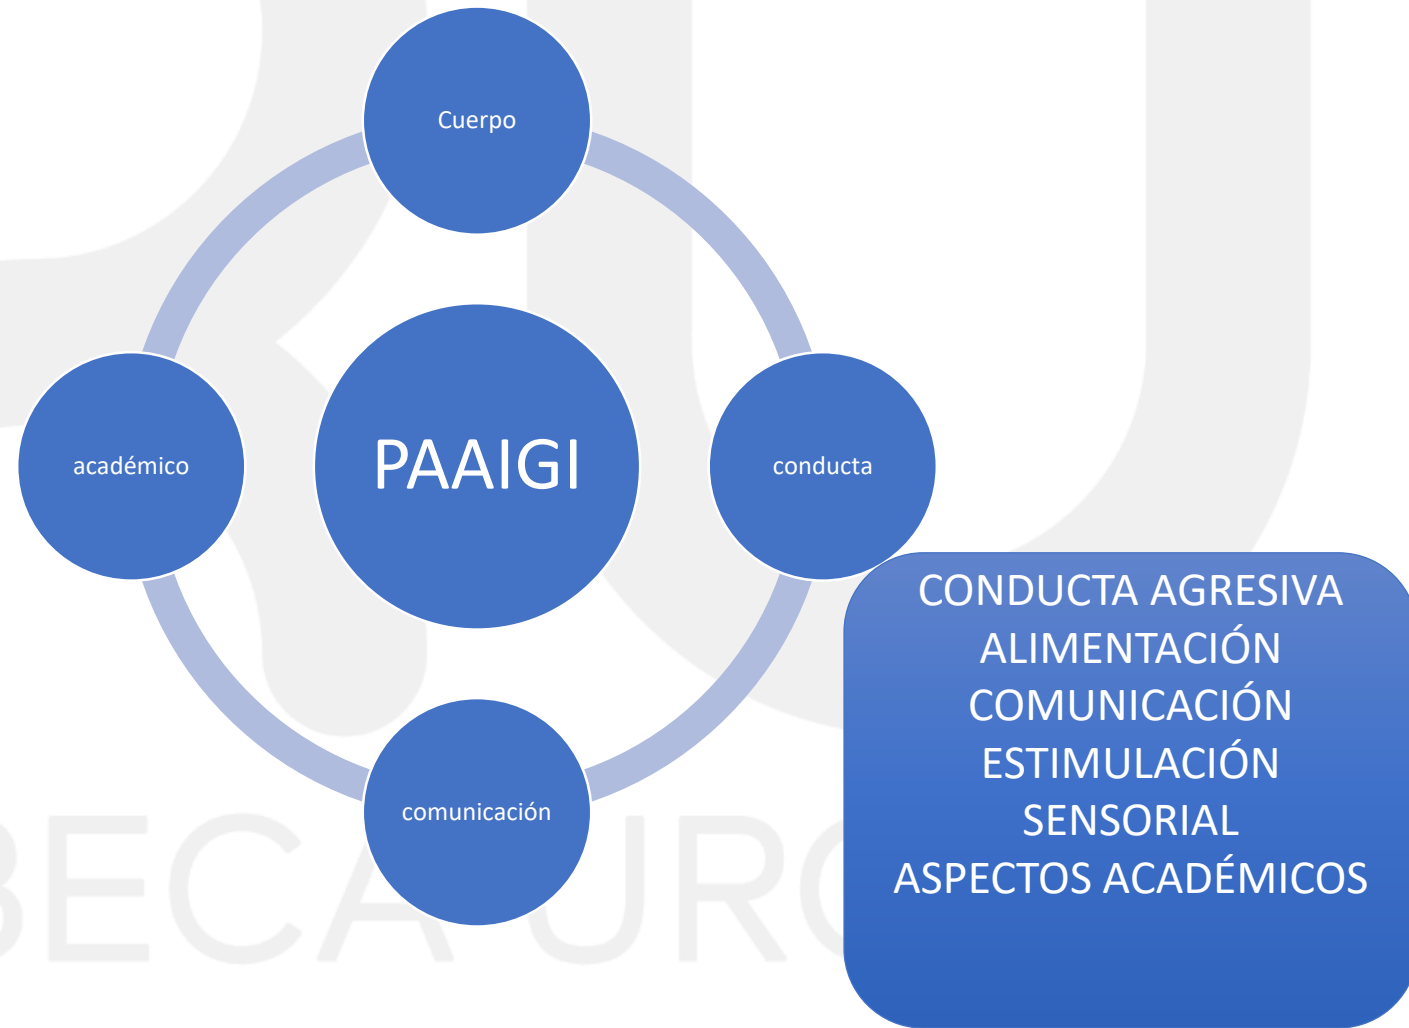 Cuerpo
académico
PAAIGI
conducta
comunicación
CONDUCTA AGRESIVA
ALIMENTACIÓN
COMUNICACIÓN
ESTIMULACIÓN
SENSORIAL
ASPECTOS ACADÉMICOS